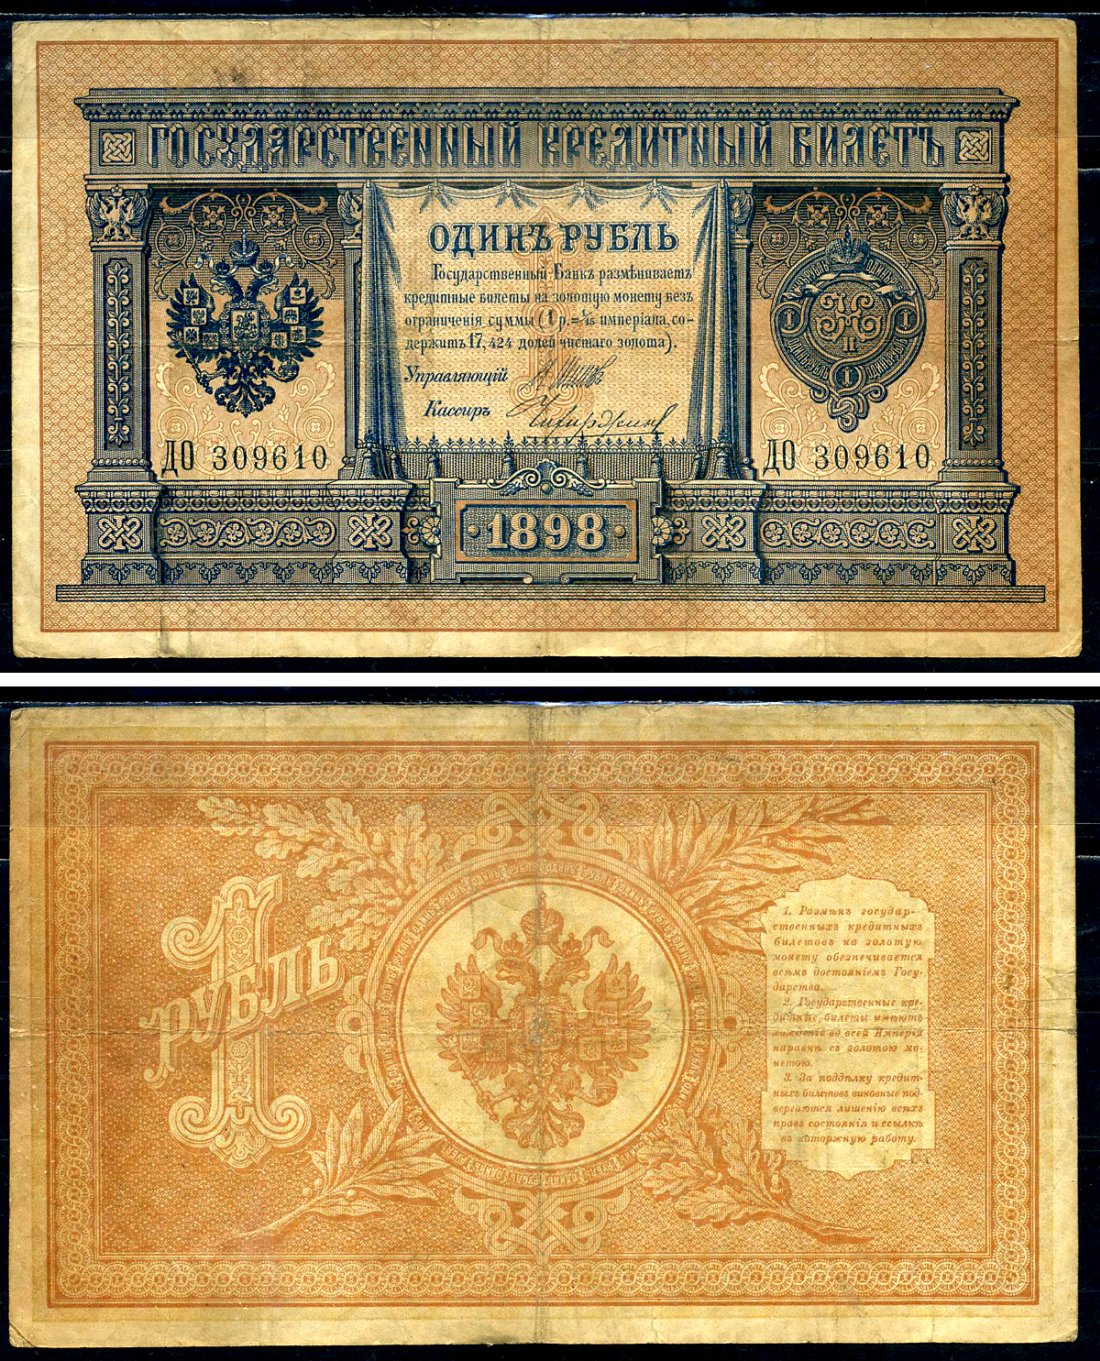 ГОСУДАРСТВЕННЫЙ КРЕДИТНЫЙ БИЛЕТЪ
ОДИНЪ РУБЛЬ
Государственный Банкъ размѣниваетъ
кредитные билеты на золотую монету безъ
ограниченія суммы (1 р. = 1/15 имперіала, со-
держитъ 17,424 долей чистаго золота).
Управляющій
Кассиръ
1
1
1
ДО 309610
ДО 309610
1898
1
РУБЛЬ
1. Размѣнъ государ-
ственныхъ кредитныхъ
билетовъ на золотую
монету обезпечивается
всѣмъ достояніемъ Госу-
дарства.
2. Государственные кре-
дитные билеты имѣютъ
хожденіе во всей Имперіи
наравнѣ съ золотою мо-
нетою.
3. За поддѣлку кредит-
ныхъ билетовъ виновные под-
вергаются лишенію всѣхъ
правъ состоянія и ссылкѣ
въ каторжную работу.